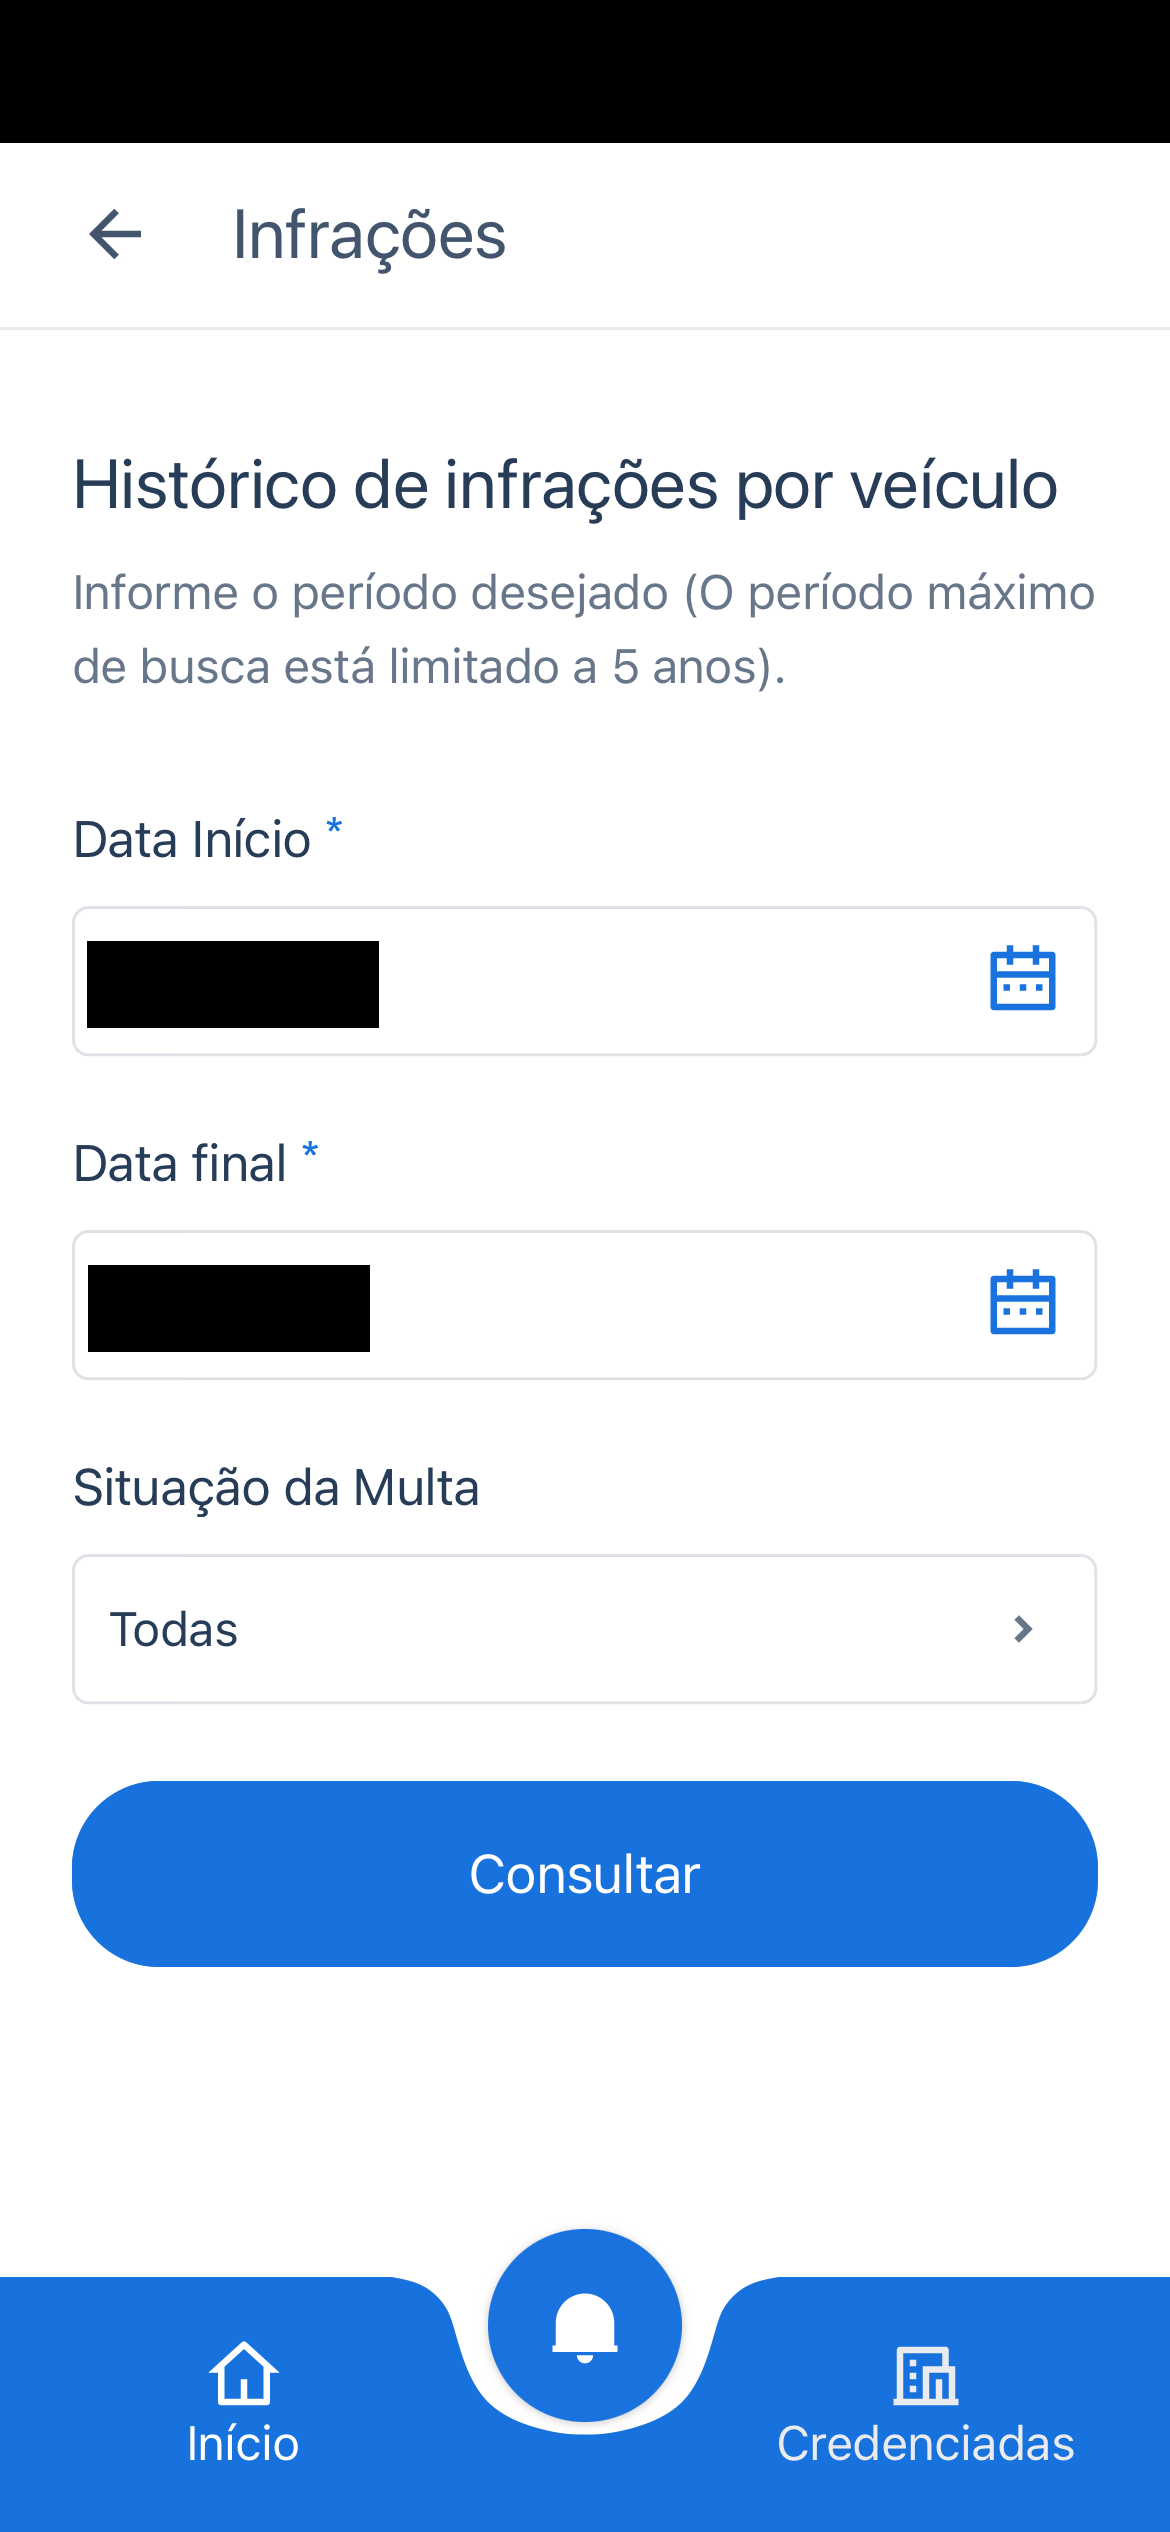 Infrações
Histórico de infrações por veículo
Informe o período desejado (O período máximo
de busca está limitado a 5 anos).
Data Início *
Data final *
Situação da Multa
Todas
Consultar
Início
Credenciadas